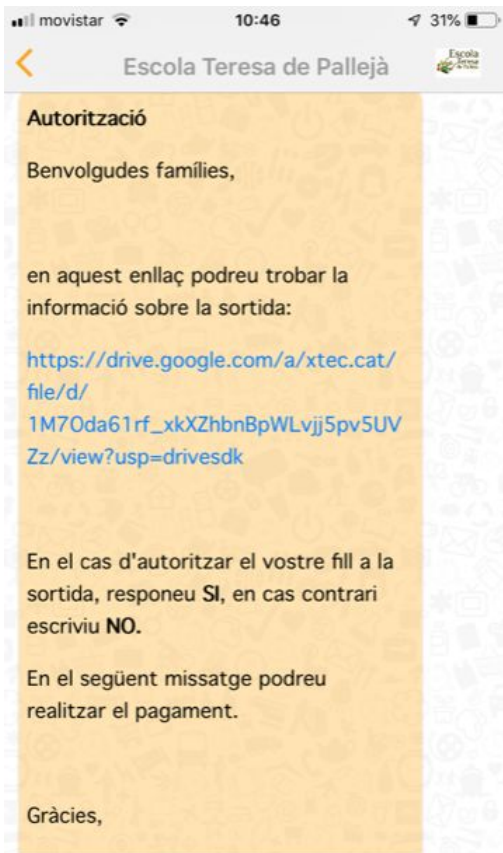 movistar 10:46 31%
Escola Teresa de Pallejà
Escola
Autorització
Benvolgudes famílies,
en aquest enllaç podreu trobar la
informació sobre la sortida:
https://drive.google.com/a/xtec.cat/
file/d/
1M7Oda61rf_xkXZhbnBpWLvjj5pv5UV
Zz/view?usp=drivesdk
En el cas d'autoritzar el vostre fill a la
sortida, responeu SI, en cas contrari
escriviu NO.
En el següent missatge podreu
realitzar el pagament.
Gràcies,